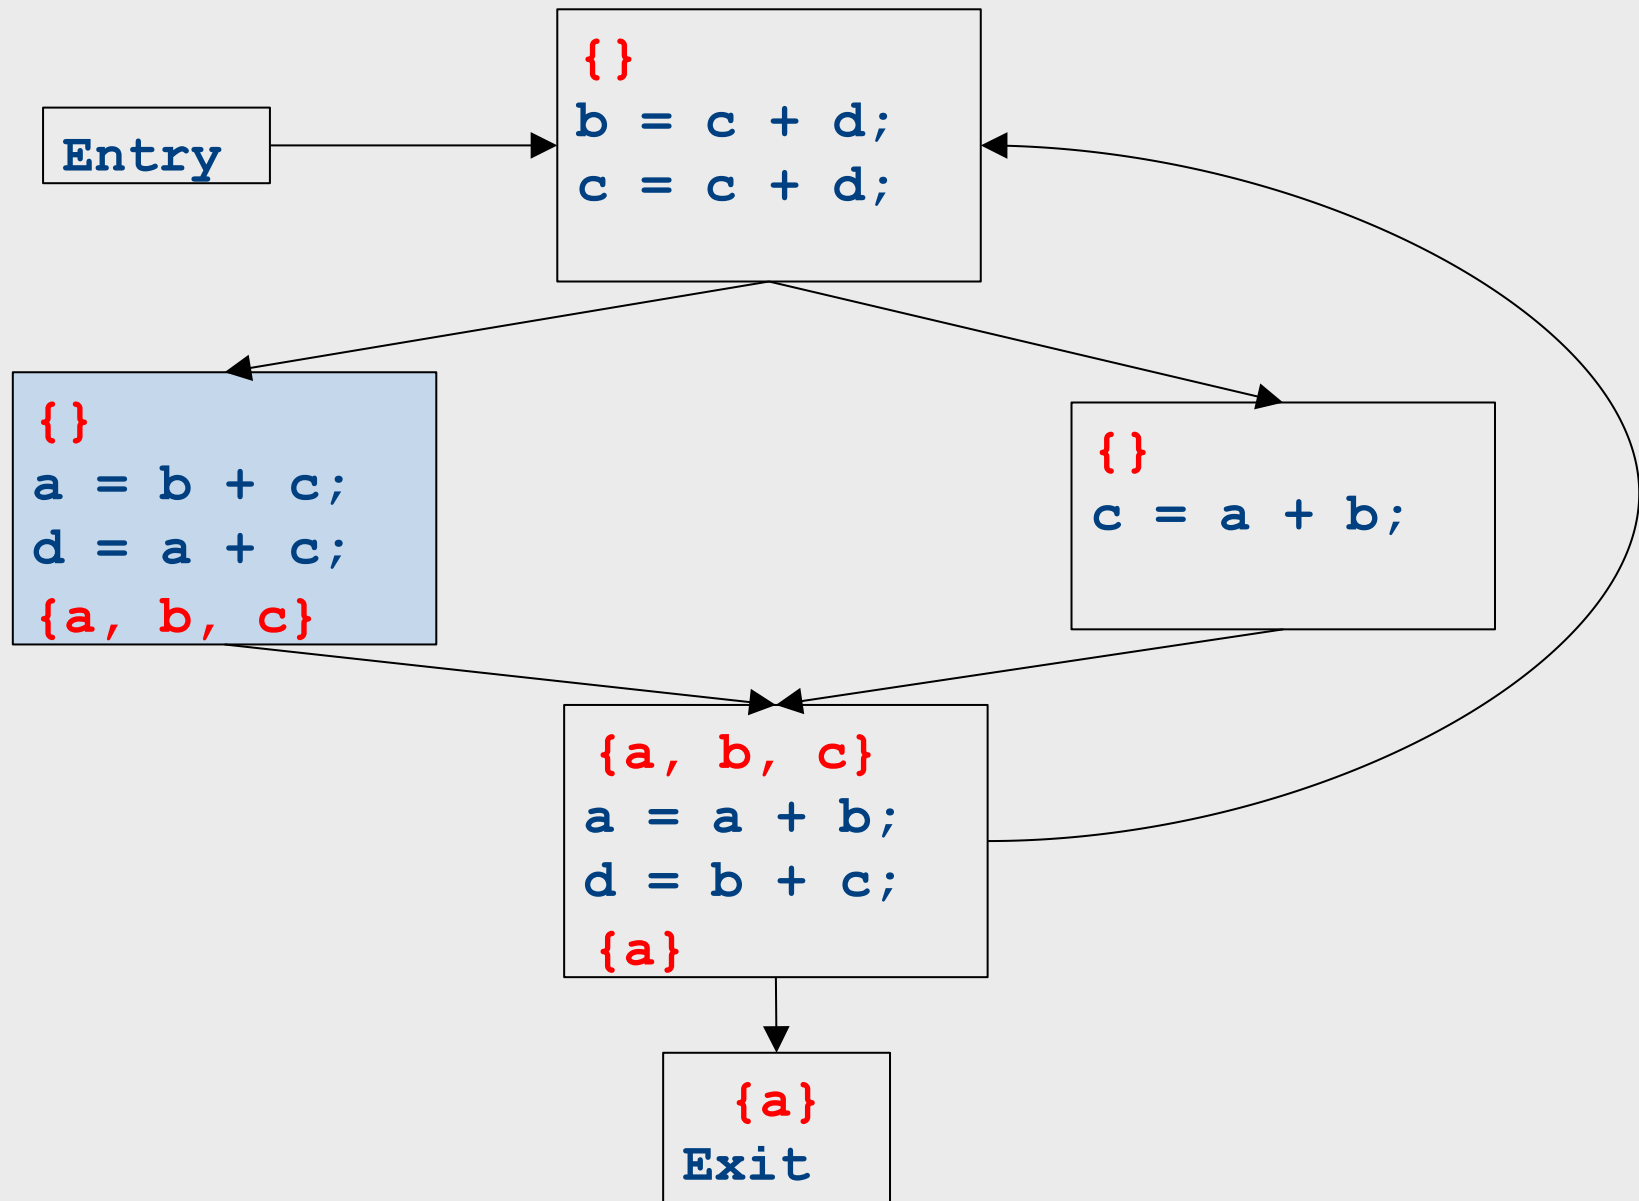 {}
b = c + d;
c = c + d;
Entry
{}
a = b + c;
d = a + c;
{a, b, c}
{}
c = a + b;
{a, b, c}
a = a + b;
d = b + c;
{a}
{a}
Exit